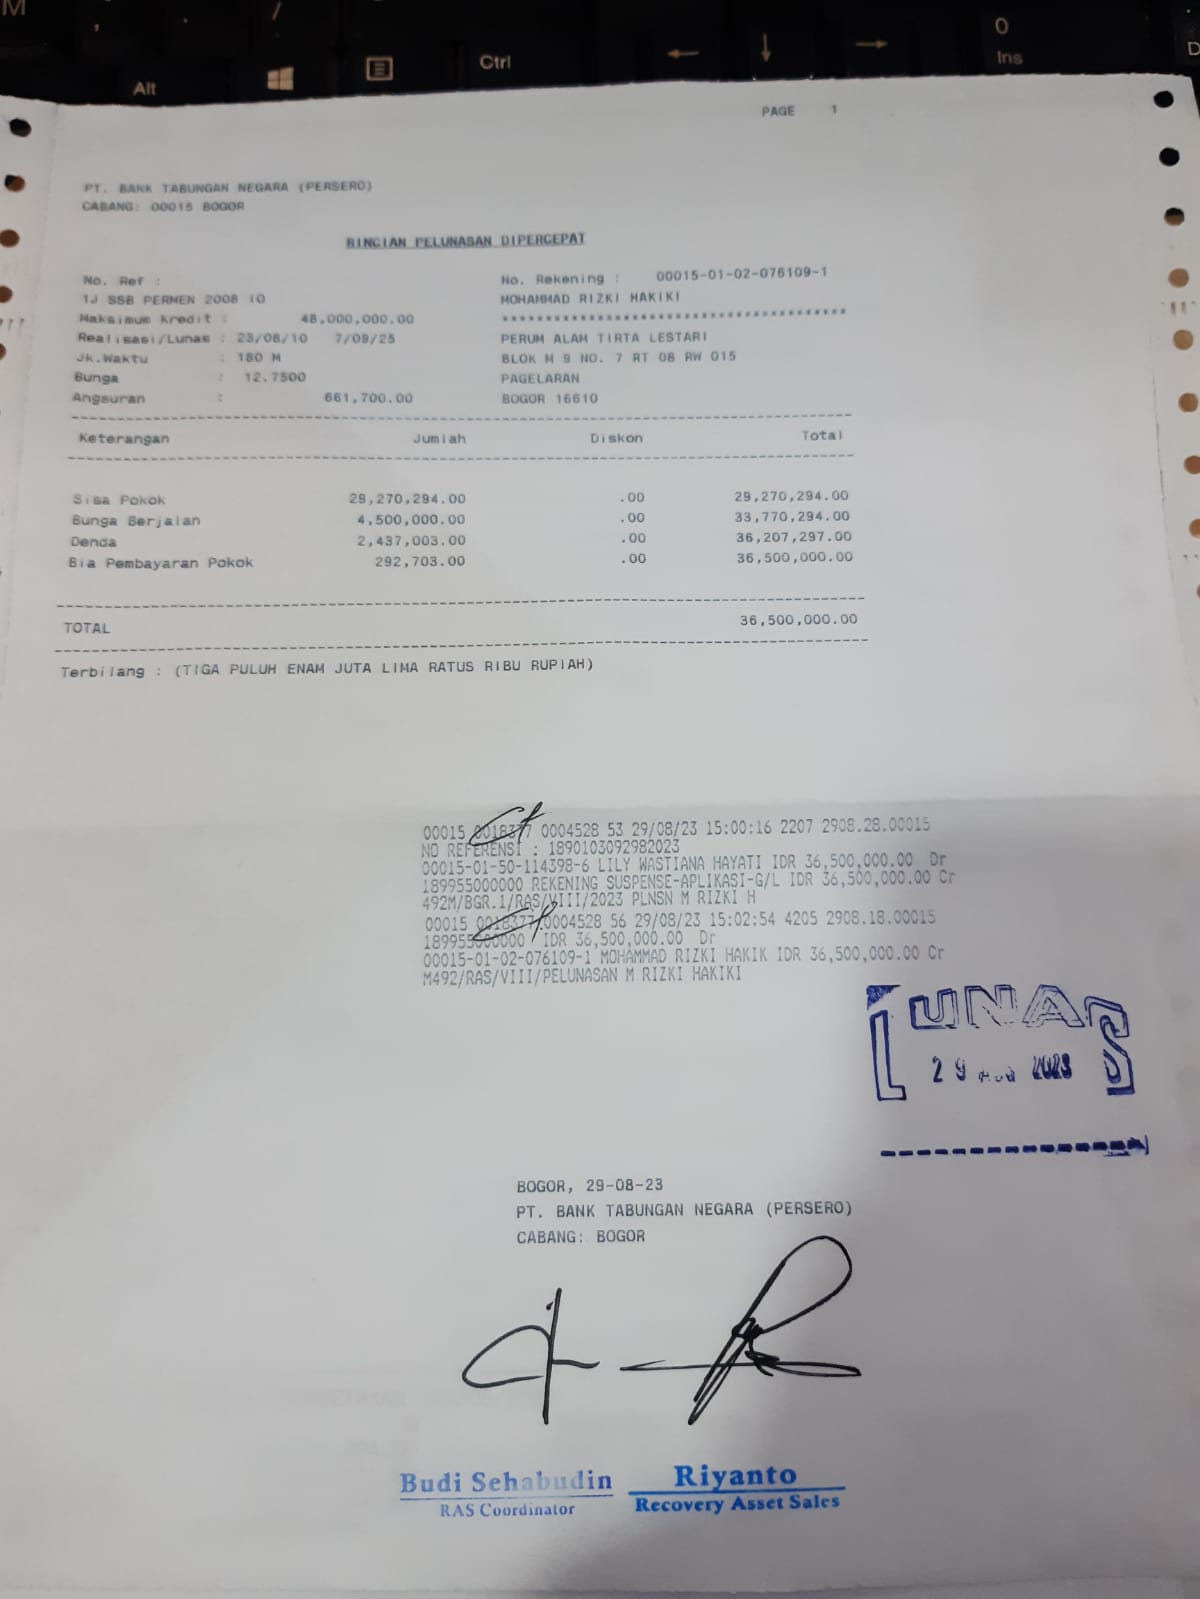 M , . / 0
Alt Ctrl ← ↓ → Ins D
PAGE 1
PT. BANK TABUNGAN NEGARA (PERSERO)
CABANG: 00015 BOGOR
RINCIAN PELUNASAN DIPERCEPAT
No. Ref : No. Rekening : 00015-01-02-076109-1
1J SSB PERMEN 2008 10 MOHAMMAD RIZKI HAKIKI
Maksimum Kredit : 48,000,000.00 ****************************************
Realisasi/Lunas : 23/08/10 7/09/25 PERUM ALAM TIRTA LESTARI
Jk.Waktu : 180 M BLOK M 9 NO. 7 RT 08 RW 015
Bunga : 12.7500 PAGELARAN
Angsuran : 661,700.00 BOGOR 16610
Keterangan Jumlah Diskon Total
Sisa Pokok 29,270,294.00 .00 29,270,294.00
Bunga Berjalan 4,500,000.00 .00 33,770,294.00
Denda 2,437,003.00 .00 36,207,297.00
Bia Pembayaran Pokok 292,703.00 .00 36,500,000.00
TOTAL 36,500,000.00
Terbilang : (TIGA PULUH ENAM JUTA LIMA RATUS RIBU RUPIAH)
00015 0018377 0004528 53 29/08/23 15:00:16 2207 2908.28.00015
NO REFERENSI : 1890103092982023
00015-01-50-114398-6 LILY WASTIANA HAYATI IDR 36,500,000.00 Dr
189955000000 REKENING SUSPENSE-APLIKASI-G/L IDR 36,500,000.00 Cr
492M/BGR.1/RAS/VIII/2023 PLNSN M RIZKI H
00015 0018377 0004528 56 29/08/23 15:02:54 4205 2908.18.00015
189955000000 IDR 36,500,000.00 Dr
00015-01-02-076109-1 MOHAMMAD RIZKI HAKIK IDR 36,500,000.00 Cr
M492/RAS/VIII/PELUNASAN M RIZKI HAKIKI
LUNAS
29 AUG 2023
BOGOR, 29-08-23
PT. BANK TABUNGAN NEGARA (PERSERO)
CABANG: BOGOR
Budi Sehabudin Riyanto
RAS Coordinator Recovery Asset Sales